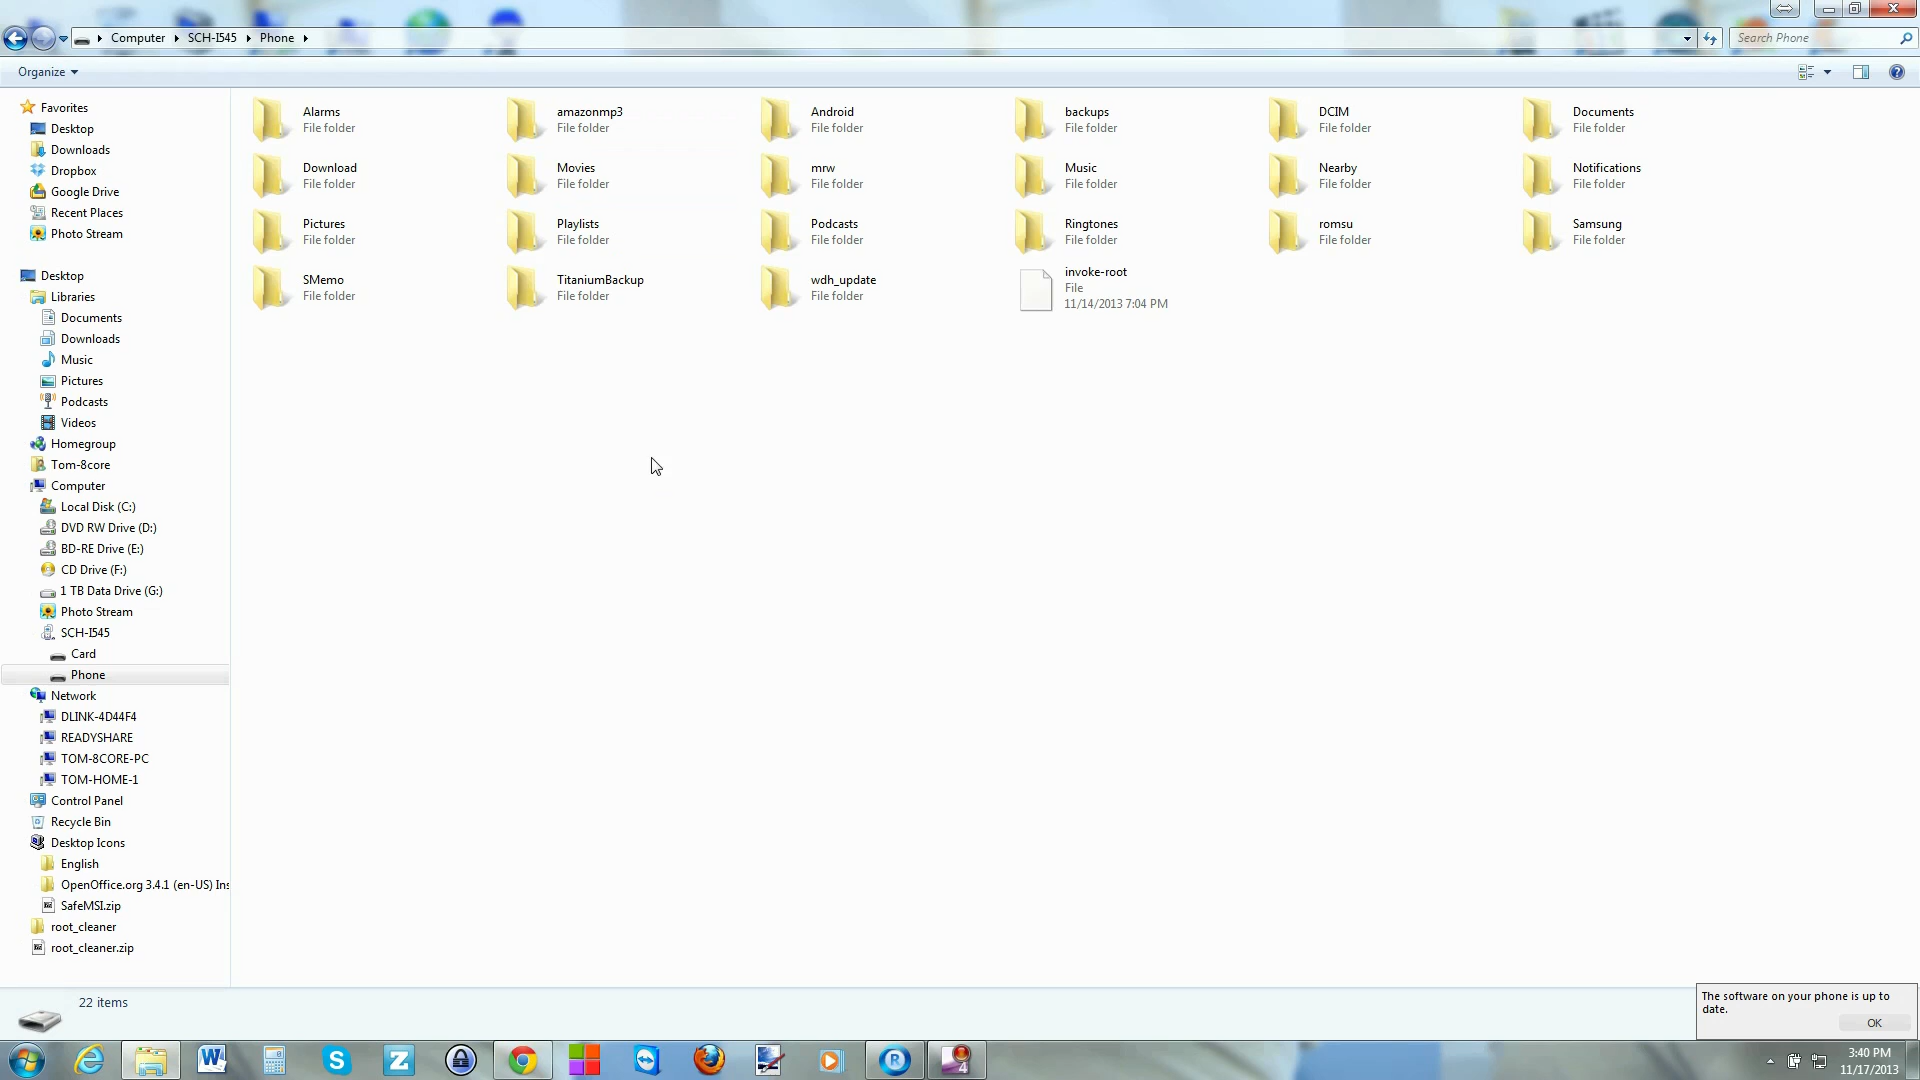 Computer SCH-I545 Phone
Search Phone
Organize
Favorites
Desktop
Downloads
Dropbox
Google Drive
Recent Places
Photo Stream
Desktop
Libraries
Documents
Downloads
Music
Pictures
Podcasts
Videos
Homegroup
Tom-8core
Computer
Local Disk (C:)
DVD RW Drive (D:)
BD-RE Drive (E:)
CD Drive (F:)
1 TB Data Drive (G:)
Photo Stream
SCH-I545
Card
Phone
Network
DLINK-4D44F4
READYSHARE
TOM-8CORE-PC
TOM-HOME-1
Control Panel
Recycle Bin
Desktop Icons
English
OpenOffice.org 3.4.1 (en-US) Ins
SafeMSI.zip
root_cleaner
root_cleaner.zip
Alarms
File folder
amazonmp3
File folder
Android
File folder
backups
File folder
DCIM
File folder
Documents
File folder
Download
File folder
Movies
File folder
mrw
File folder
Music
File folder
Nearby
File folder
Notifications
File folder
Pictures
File folder
Playlists
File folder
Podcasts
File folder
Ringtones
File folder
romsu
File folder
Samsung
File folder
SMemo
File folder
TitaniumBackup
File folder
wdh_update
File folder
invoke-root
File
11/14/2013 7:04 PM
22 items
The software on your phone is up to
date.
OK
3:40 PM
11/17/2013